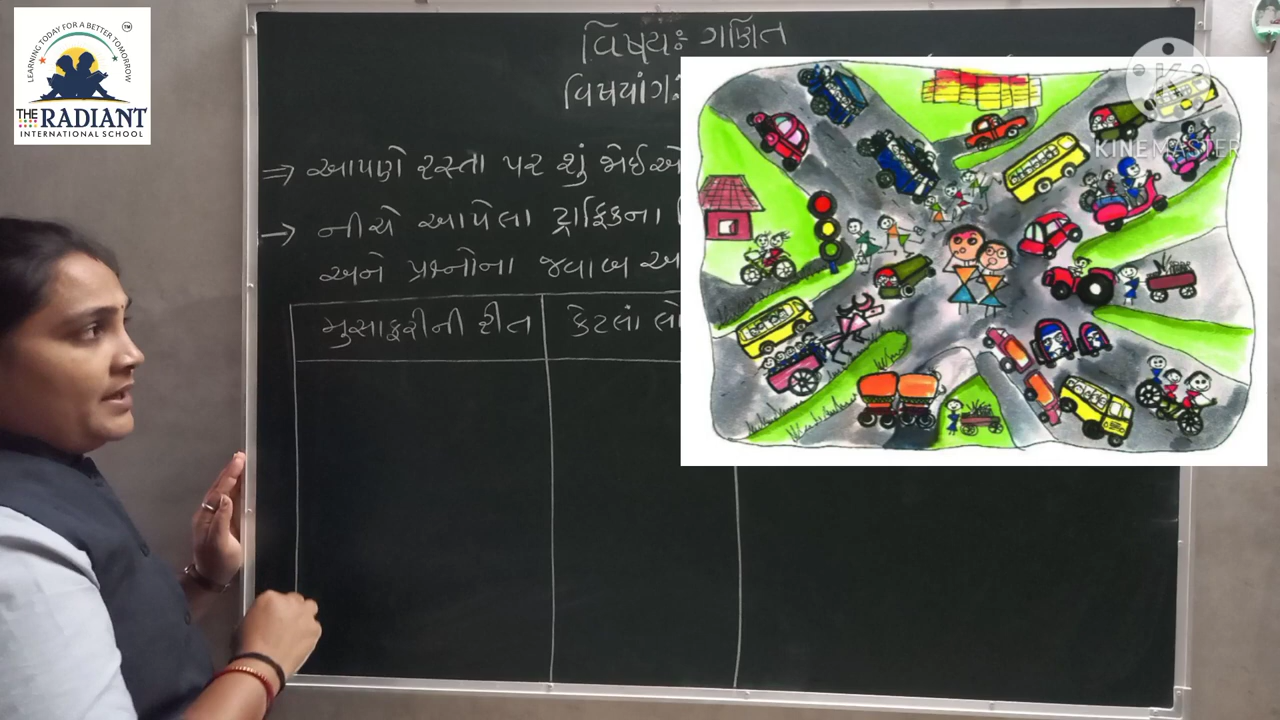 LEARNING TODAY FOR A BETTER TOMORROW
TM
THE RADIANT
INTERNATIONAL SCHOOL
વિષય: ગણિત
વિષયાંગ:
⇒ આપણે રસ્તા પર શું જોઈએ
→ નીચે આપેલા ટ્રાફિકના
અને પ્રશ્નોના જવાબ આ
મુસાફરીની રીત
કેટલાં લો
KINEMASTER